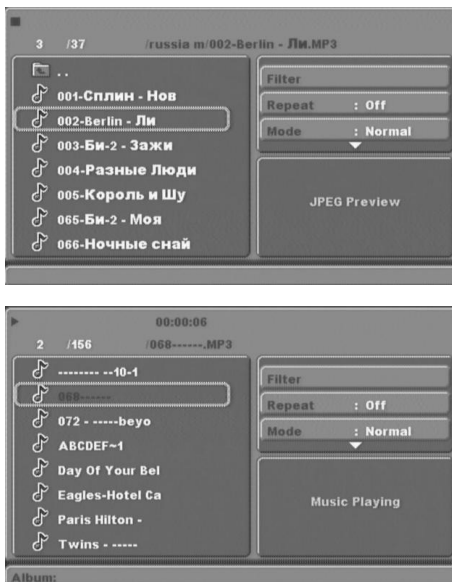 3 /37 /russia m/002-Berlin - Ли.MP3
..
001-Сплин - Нов
002-Berlin - Ли
003-Би-2 - Зажи
004-Разные Люди
005-Король и Шу
065-Би-2 - Моя
066-Ночные снай
Filter
Repeat : Off
Mode : Normal
JPEG Preview
00:00:06
2 /156 /068------.MP3
-------- --10-1
068------
072 - -----beyo
ABCDEF~1
Day Of Your Bel
Eagles-Hotel Ca
Paris Hilton -
Twins - -----
Filter
Repeat : Off
Mode : Normal
Music Playing
Album: